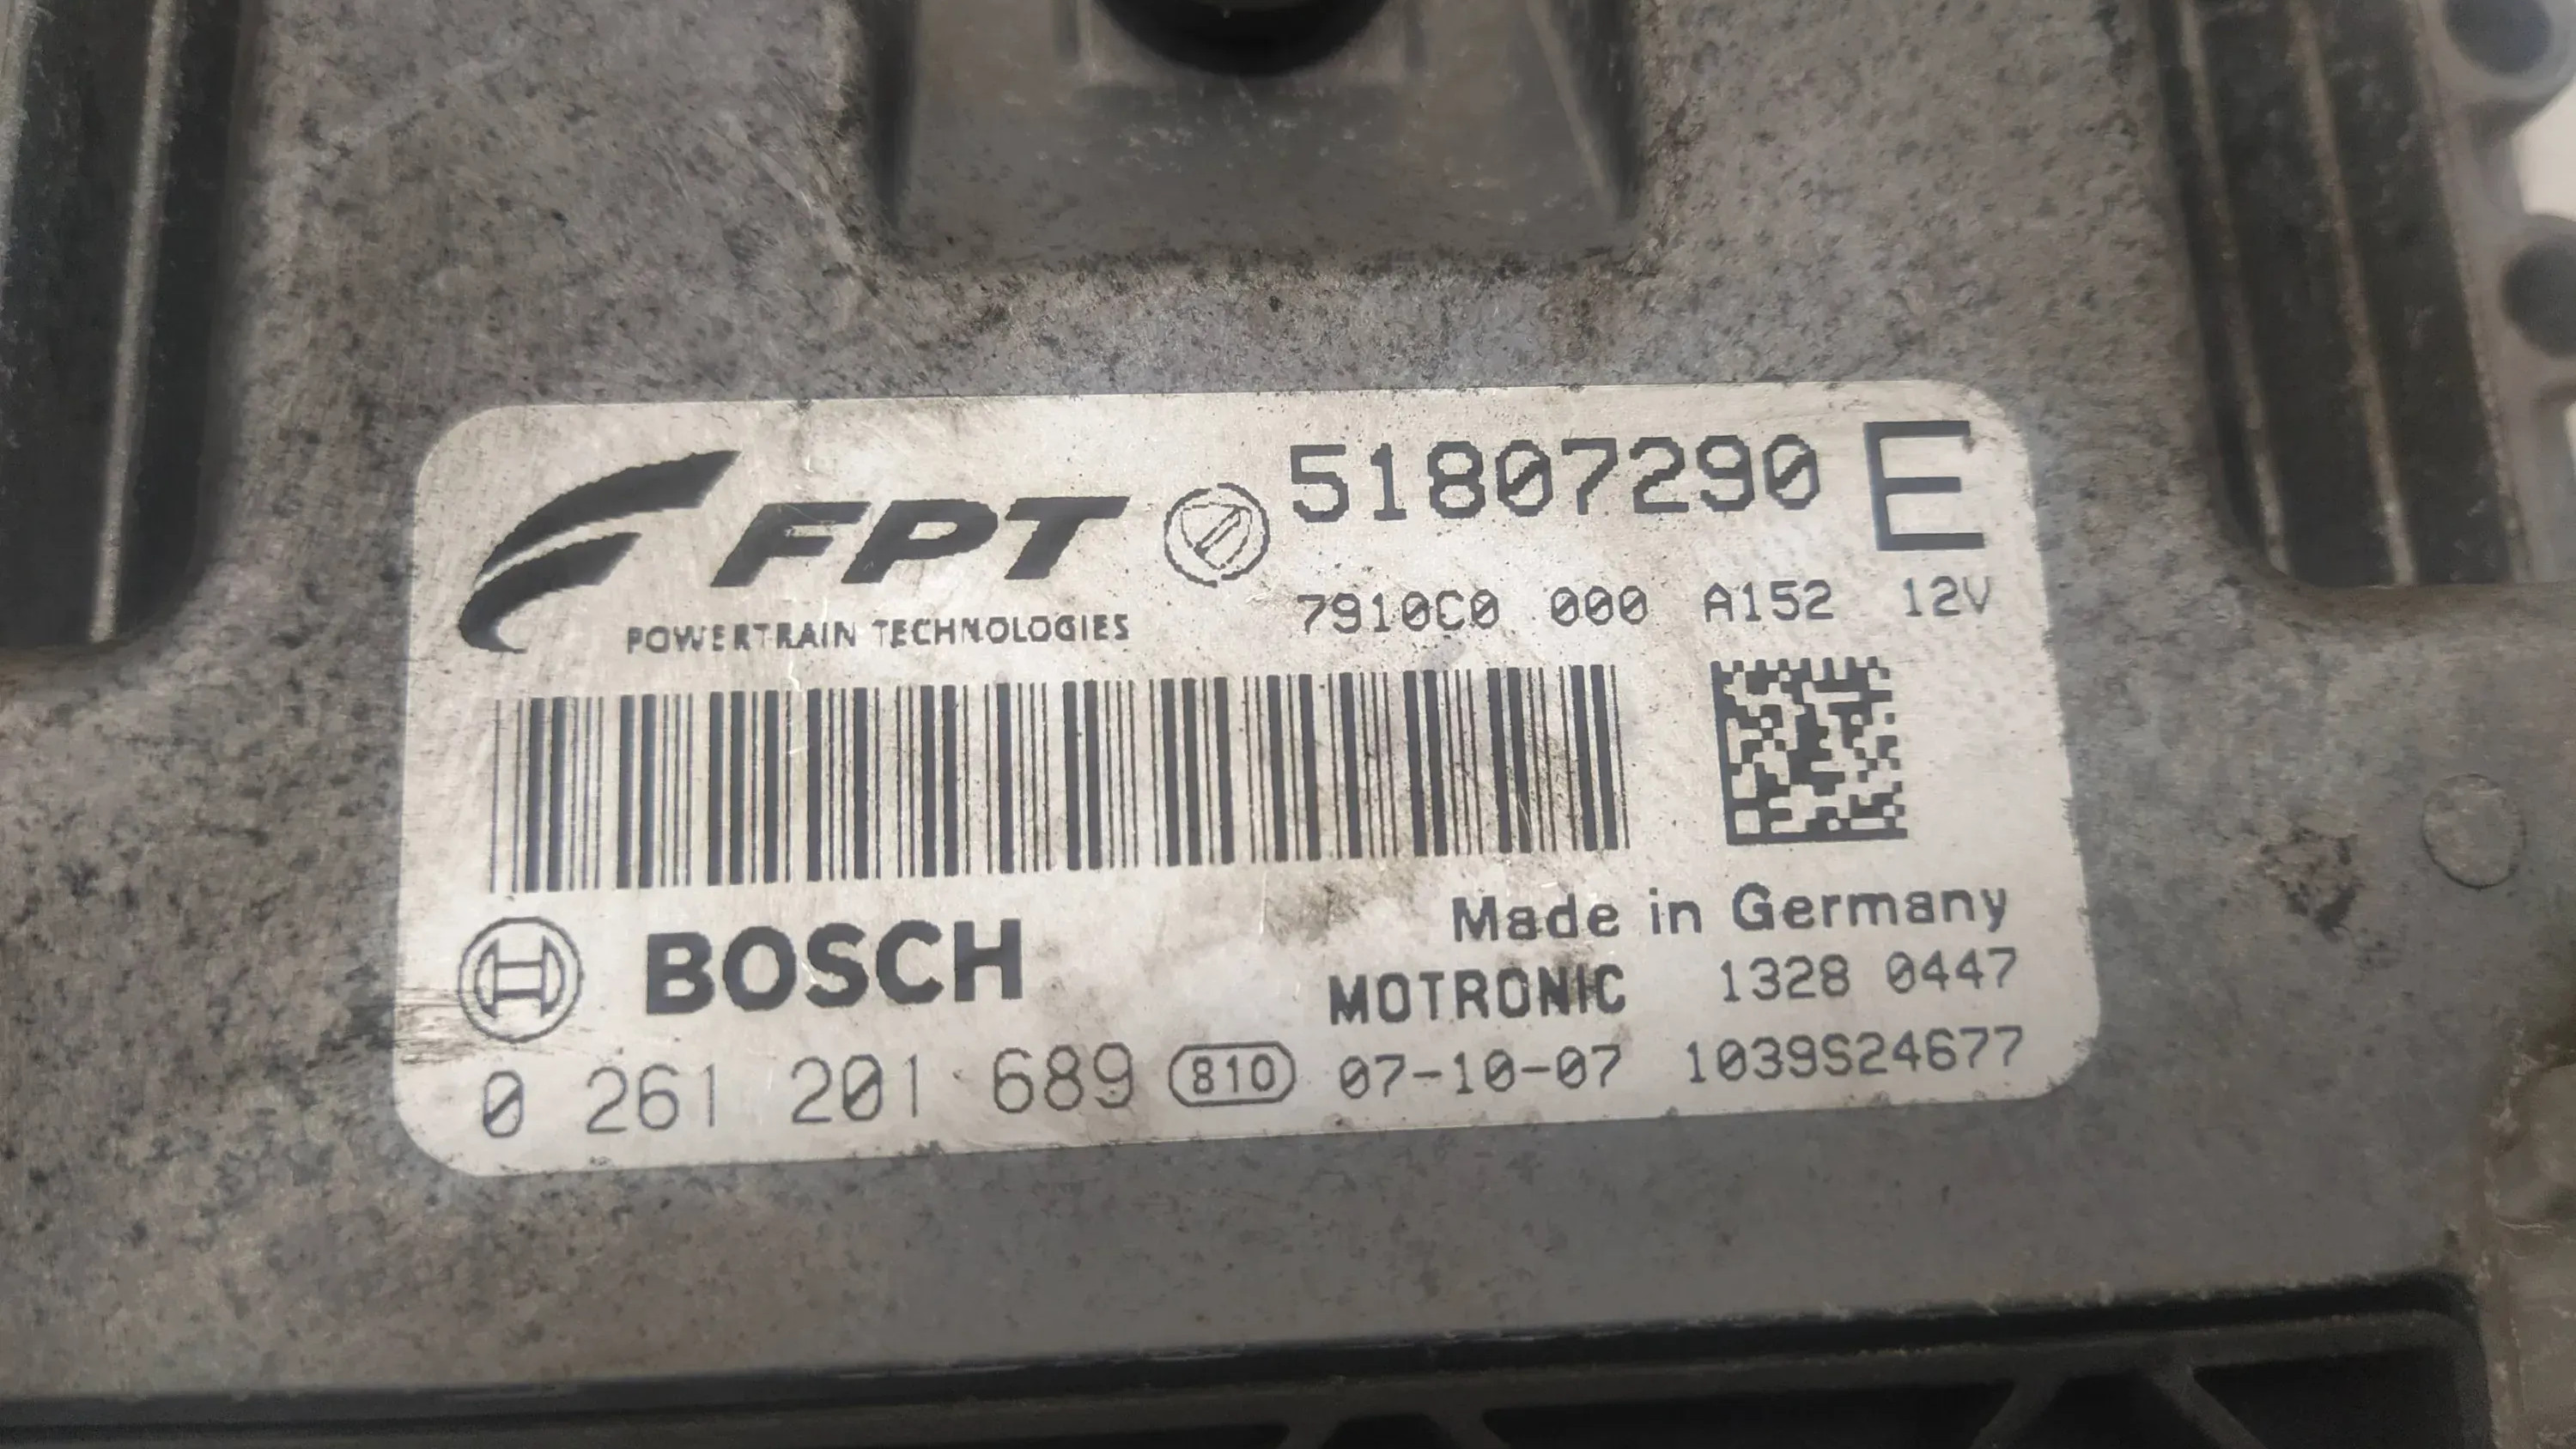 FPT 51807290 E
POWERTRAIN TECHNOLOGIES 7910C0 000 A152 12V
BOSCH Made in Germany
MOTRONIC 1328 0447
0 261 201 689 810 07-10-07 1039S24677